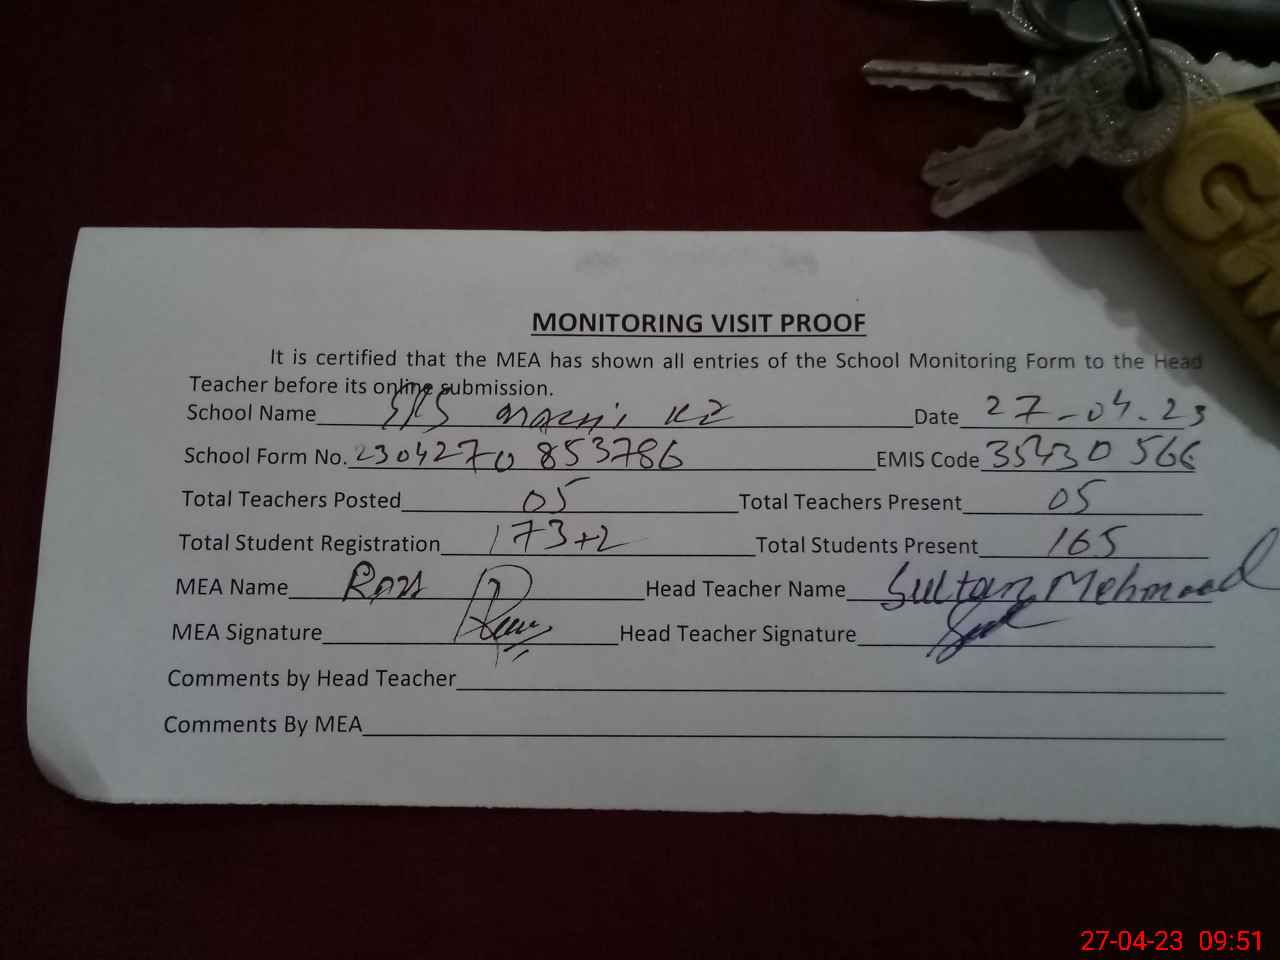 MONITORING VISIT PROOF
It is certified that the MEA has shown all entries of the School Monitoring Form to the Head
Teacher before its online submission.
School Name Date 27-04-23
School Form No. 2304270 853786 EMIS Code 35430 566
Total Teachers Posted 05 Total Teachers Present 05
Total Student Registration 173+2 Total Students Present 165
MEA Name Head Teacher Name Sultan Mehmood
MEA Signature Head Teacher Signature
Comments by Head Teacher
Comments By MEA
27-04-23 09:51